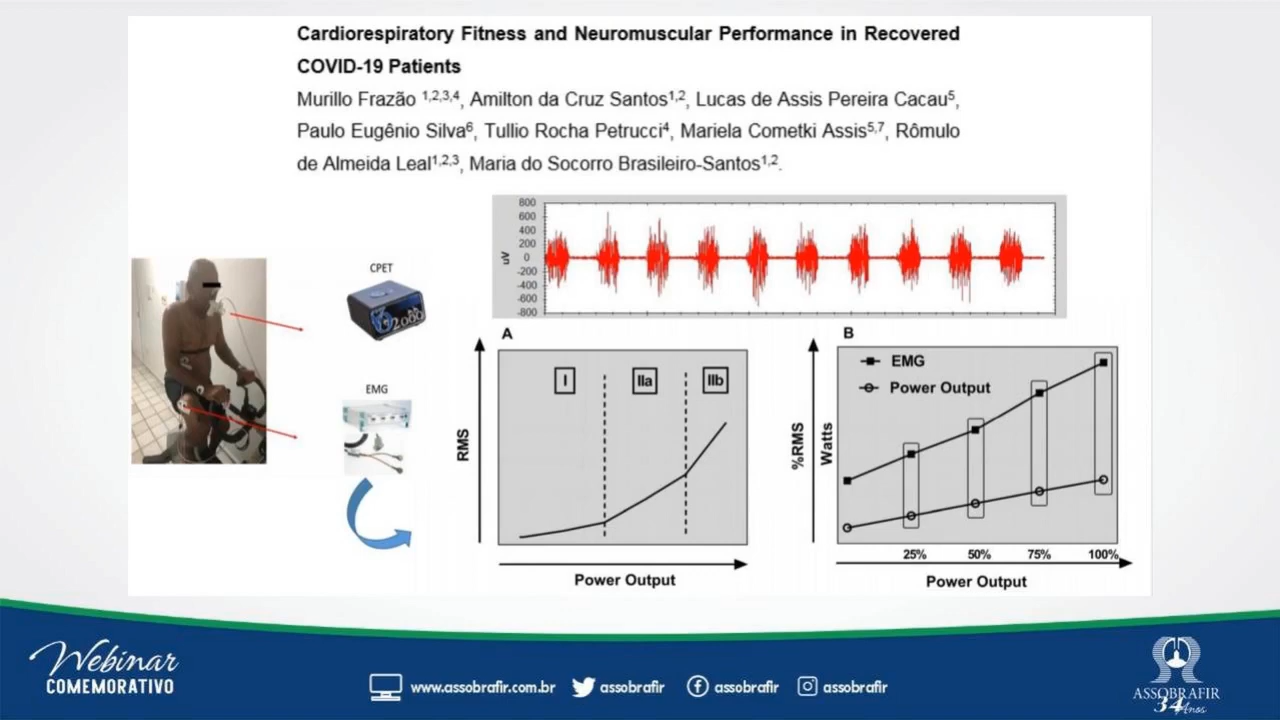 Cardiorespiratory Fitness and Neuromuscular Performance in Recovered
COVID-19 Patients
Murillo Frazão 1,2,3,4, Amilton da Cruz Santos1,2, Lucas de Assis Pereira Cacau5,
Paulo Eugênio Silva6, Tullio Rocha Petrucci4, Mariela Cometki Assis5,7, Rômulo
de Almeida Leal1,2,3, Maria do Socorro Brasileiro-Santos1,2.
CPET
2000
EMG
uV
800
600
400
200
0
-200
-400
-600
-800
A
I
IIa
IIb
RMS
Power Output
B
EMG
Power Output
%RMS
Watts
25% 50% 75% 100%
Power Output
Webinar
COMEMORATIVO
www.assobrafir.com.br
assobrafir
assobrafir
assobrafir
ASSOBRAFIR
34 Anos